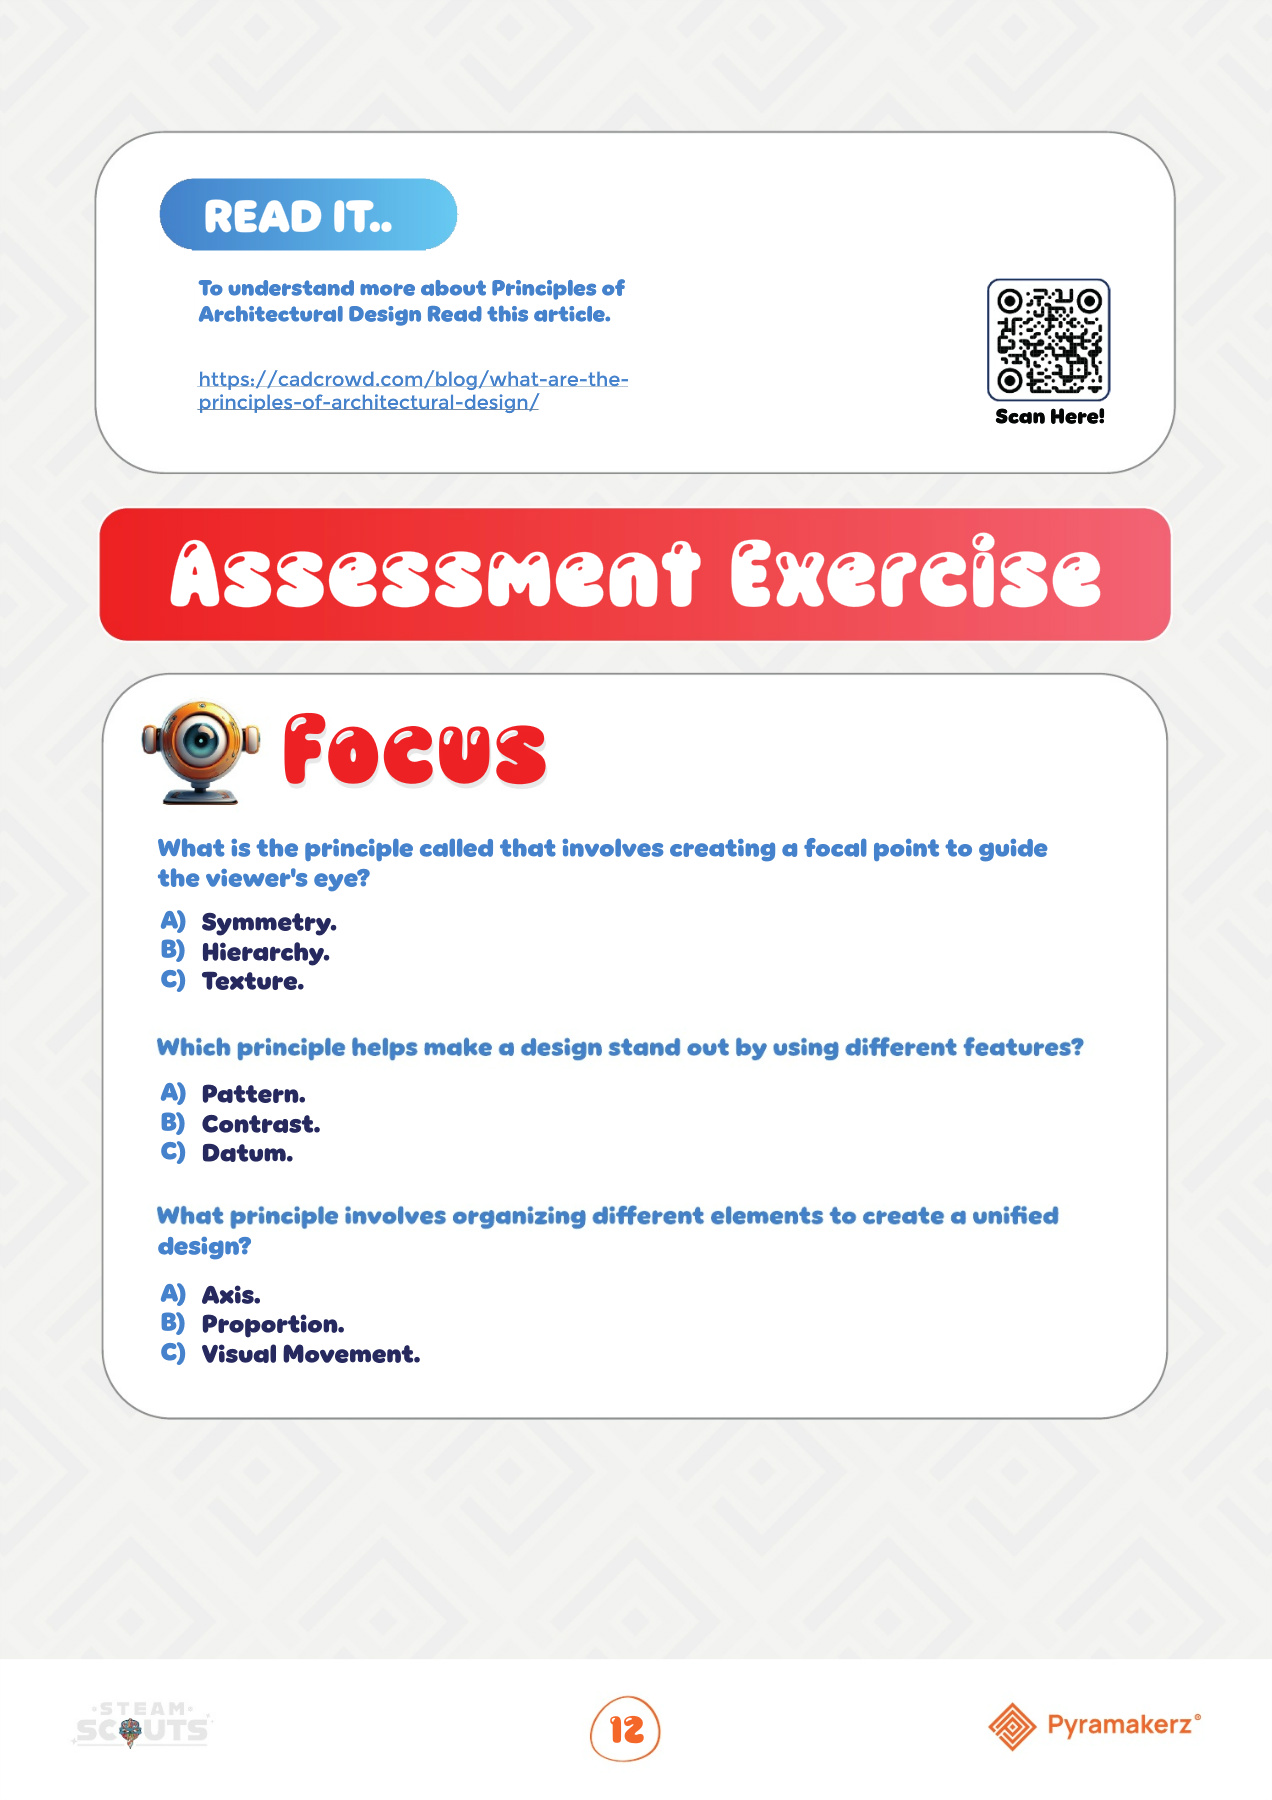 READ IT..
To understand more about Principles of
Architectural Design Read this article.
https://cadcrowd.com/blog/what-are-the-
principles-of-architectural-design/
Scan Here!
Assessment Exercise
Focus
What is the principle called that involves creating a focal point to guide
the viewer's eye?
A) Symmetry.
B) Hierarchy.
C) Texture.
Which principle helps make a design stand out by using different features?
A) Pattern.
B) Contrast.
C) Datum.
What principle involves organizing different elements to create a unified
design?
A) Axis.
B) Proportion.
C) Visual Movement.
STEAM
SCOUTS
12
Pyramakerz®